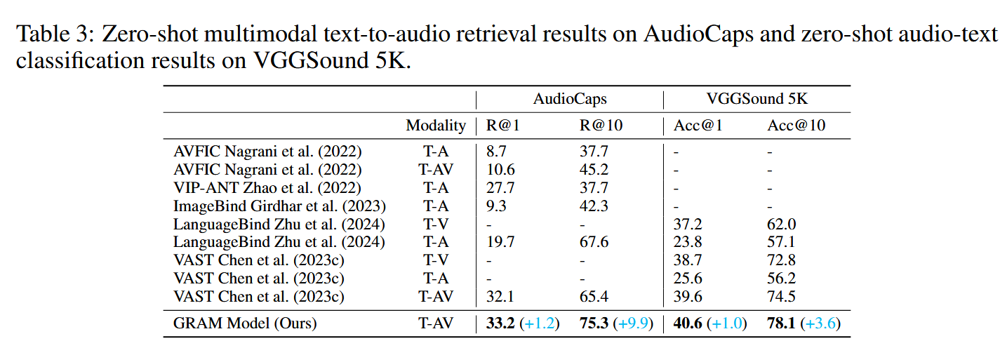 Table 3: Zero-shot multimodal text-to-audio retrieval results on AudioCaps and zero-shot audio-text
classification results on VGGSound 5K.
AudioCaps VGGSound 5K
Modality R@1 R@10 Acc@1 Acc@10
AVFIC Nagrani et al. (2022) T-A 8.7 37.7 - -
AVFIC Nagrani et al. (2022) T-AV 10.6 45.2 - -
VIP-ANT Zhao et al. (2022) T-A 27.7 37.7 - -
ImageBind Girdhar et al. (2023) T-A 9.3 42.3 - -
LanguageBind Zhu et al. (2024) T-V - - 37.2 62.0
LanguageBind Zhu et al. (2024) T-A 19.7 67.6 23.8 57.1
VAST Chen et al. (2023c) T-V - - 38.7 72.8
VAST Chen et al. (2023c) T-A - - 25.6 56.2
VAST Chen et al. (2023c) T-AV 32.1 65.4 39.6 74.5
GRAM Model (Ours) T-AV 33.2 (+1.2) 75.3 (+9.9) 40.6 (+1.0) 78.1 (+3.6)